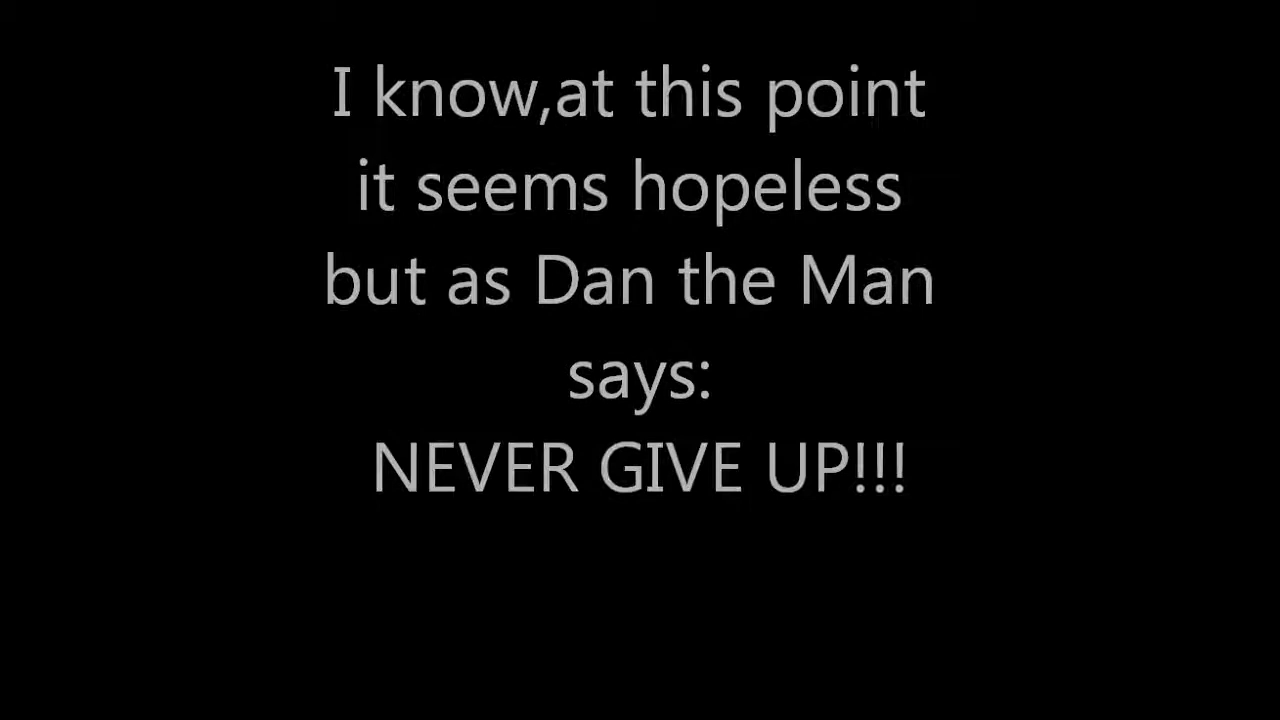 I know,at this point
it seems hopeless
but as Dan the Man
says:
NEVER GIVE UP!!!